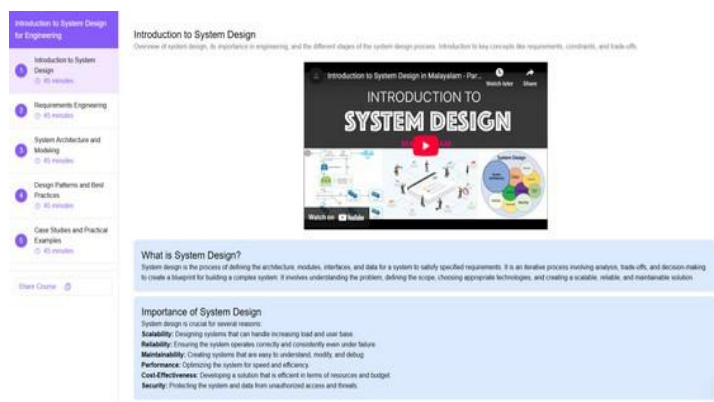 Introduction to System Design
for Engineering
1
Introduction to System
Design
45 minutes
2
Requirements Engineering
45 minutes
3
System Architecture and
Modeling
45 minutes
4
Design Patterns and Best
Practices
45 minutes
5
Case Studies and Practical
Examples
45 minutes
Share Course
Introduction to System Design
Overview of system design, its importance in engineering, and the different stages of the system design process. Introduction to key concepts like requirements, constraints, and trade-offs.
Introduction to System Design in Malayalam - Par...
Watch later
Share
INTRODUCTION TO
SYSTEM DESIGN
System Design
Watch on YouTube
What is System Design?
System design is the process of defining the architecture, modules, interfaces, and data for a system to satisfy specified requirements. It is an iterative process involving analysis, trade-offs, and decision-making
to create a blueprint for building a complex system. It involves understanding the problem, defining the scope, choosing appropriate technologies, and creating a scalable, reliable, and maintainable solution.
Importance of System Design
System design is crucial for several reasons:
Scalability: Designing systems that can handle increasing load and user base.
Reliability: Ensuring the system operates correctly and consistently even under failure.
Maintainability: Creating systems that are easy to understand, modify, and debug.
Performance: Optimizing the system for speed and efficiency.
Cost-Effectiveness: Developing a solution that is efficient in terms of resources and budget.
Security: Protecting the system and data from unauthorized access and threats.